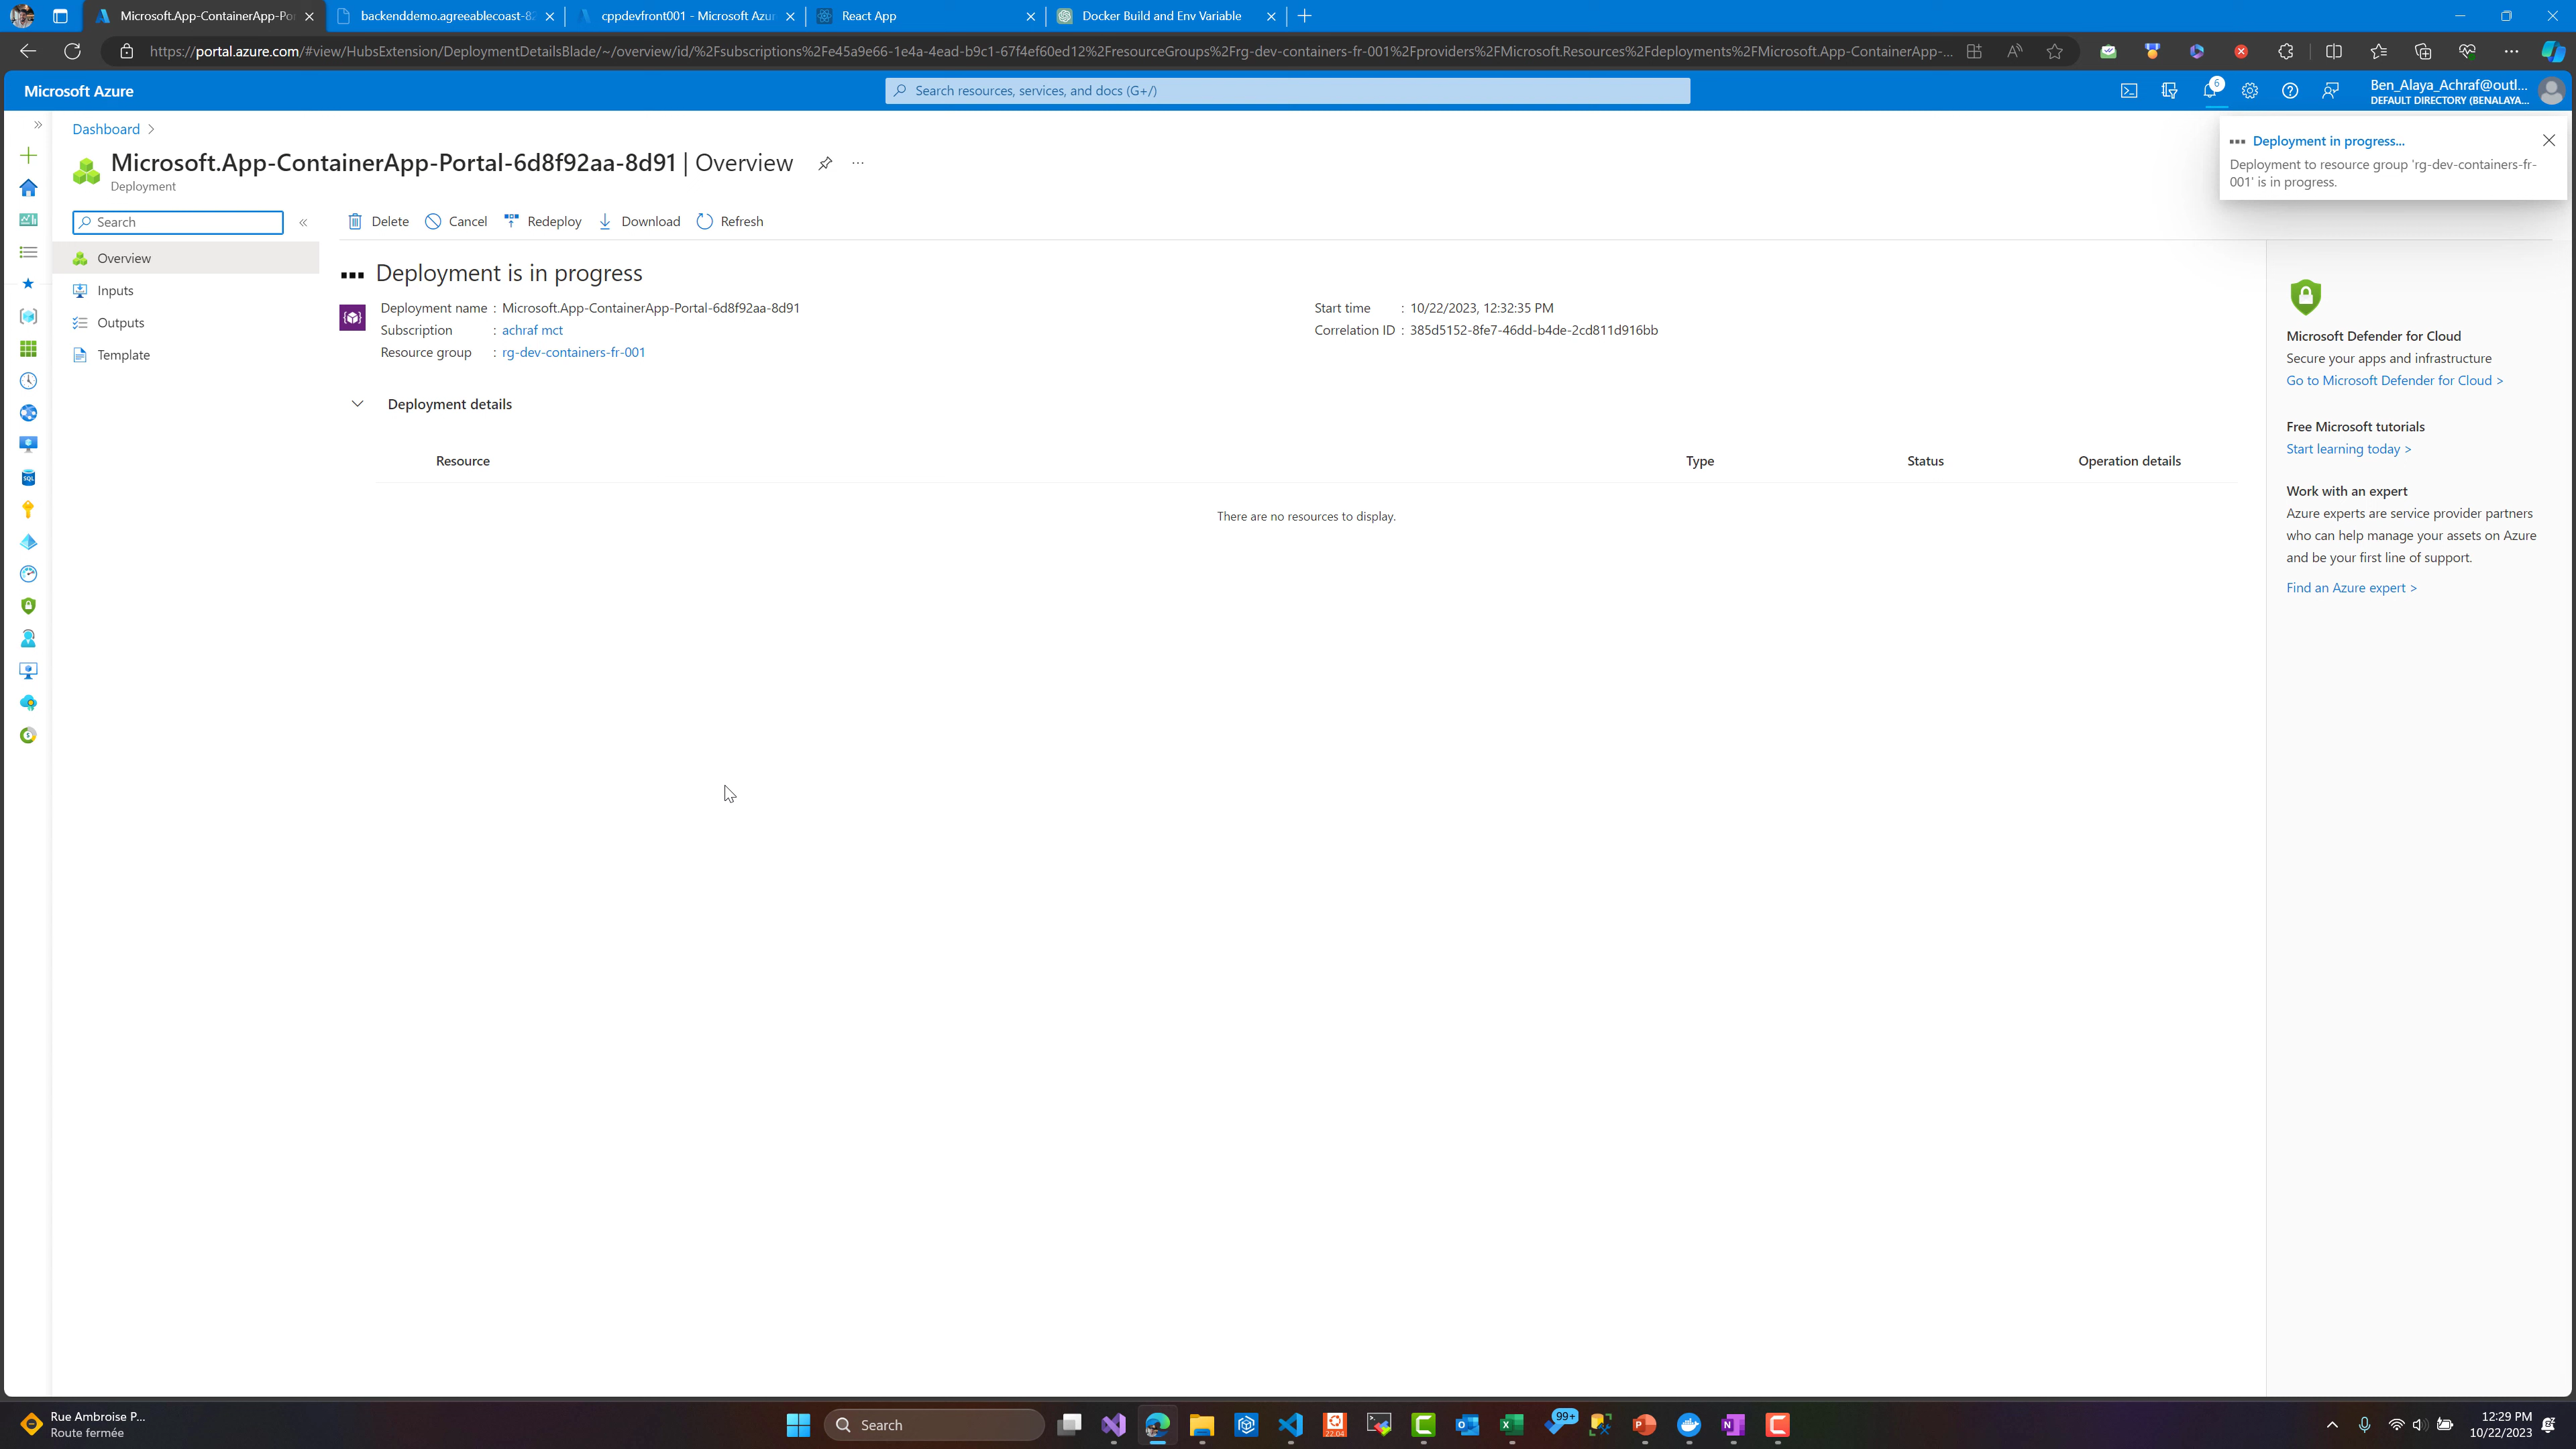 Microsoft.App-ContainerApp-Po
backenddemo.agreeablecoast-82
cppdevfront001 - Microsoft Azu
React App
Docker Build and Env Variable
https://portal.azure.com/#view/HubsExtension/DeploymentDetailsBlade/~/overview/id/%2Fsubscriptions%2Fe45a9e66-1e4a-4ead-b9c1-67f4ef60ed12%2FresourceGroups%2Frg-dev-containers-fr-001%2Fproviders%2FMicrosoft.Resources%2Fdeployments%2FMicrosoft.App-ContainerApp-...
Microsoft Azure
Search resources, services, and docs (G+/)
6
Ben_Alaya_Achraf@outl...
DEFAULT DIRECTORY (BENALAYA...
Dashboard
Microsoft.App-ContainerApp-Portal-6d8f92aa-8d91 | Overview
Deployment
Deployment in progress...
Deployment to resource group 'rg-dev-containers-fr-
001' is in progress.
Search
Delete
Cancel
Redeploy
Download
Refresh
Overview
Inputs
Outputs
Template
Deployment is in progress
Deployment name : Microsoft.App-ContainerApp-Portal-6d8f92aa-8d91
Subscription : achraf mct
Resource group : rg-dev-containers-fr-001
Start time : 10/22/2023, 12:32:35 PM
Correlation ID : 385d5152-8fe7-46dd-b4de-2cd811d916bb
Deployment details
Resource
Type
Status
Operation details
There are no resources to display.
Microsoft Defender for Cloud
Secure your apps and infrastructure
Go to Microsoft Defender for Cloud >
Free Microsoft tutorials
Start learning today >
Work with an expert
Azure experts are service provider partners
who can help manage your assets on Azure
and be your first line of support.
Find an Azure expert >
Rue Ambroise P...
Route fermée
Search
22.04
99+
12:29 PM
10/22/2023